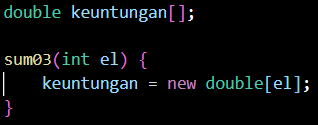 double keuntungan[];
sum03(int el) {
keuntungan = new double[el];
}